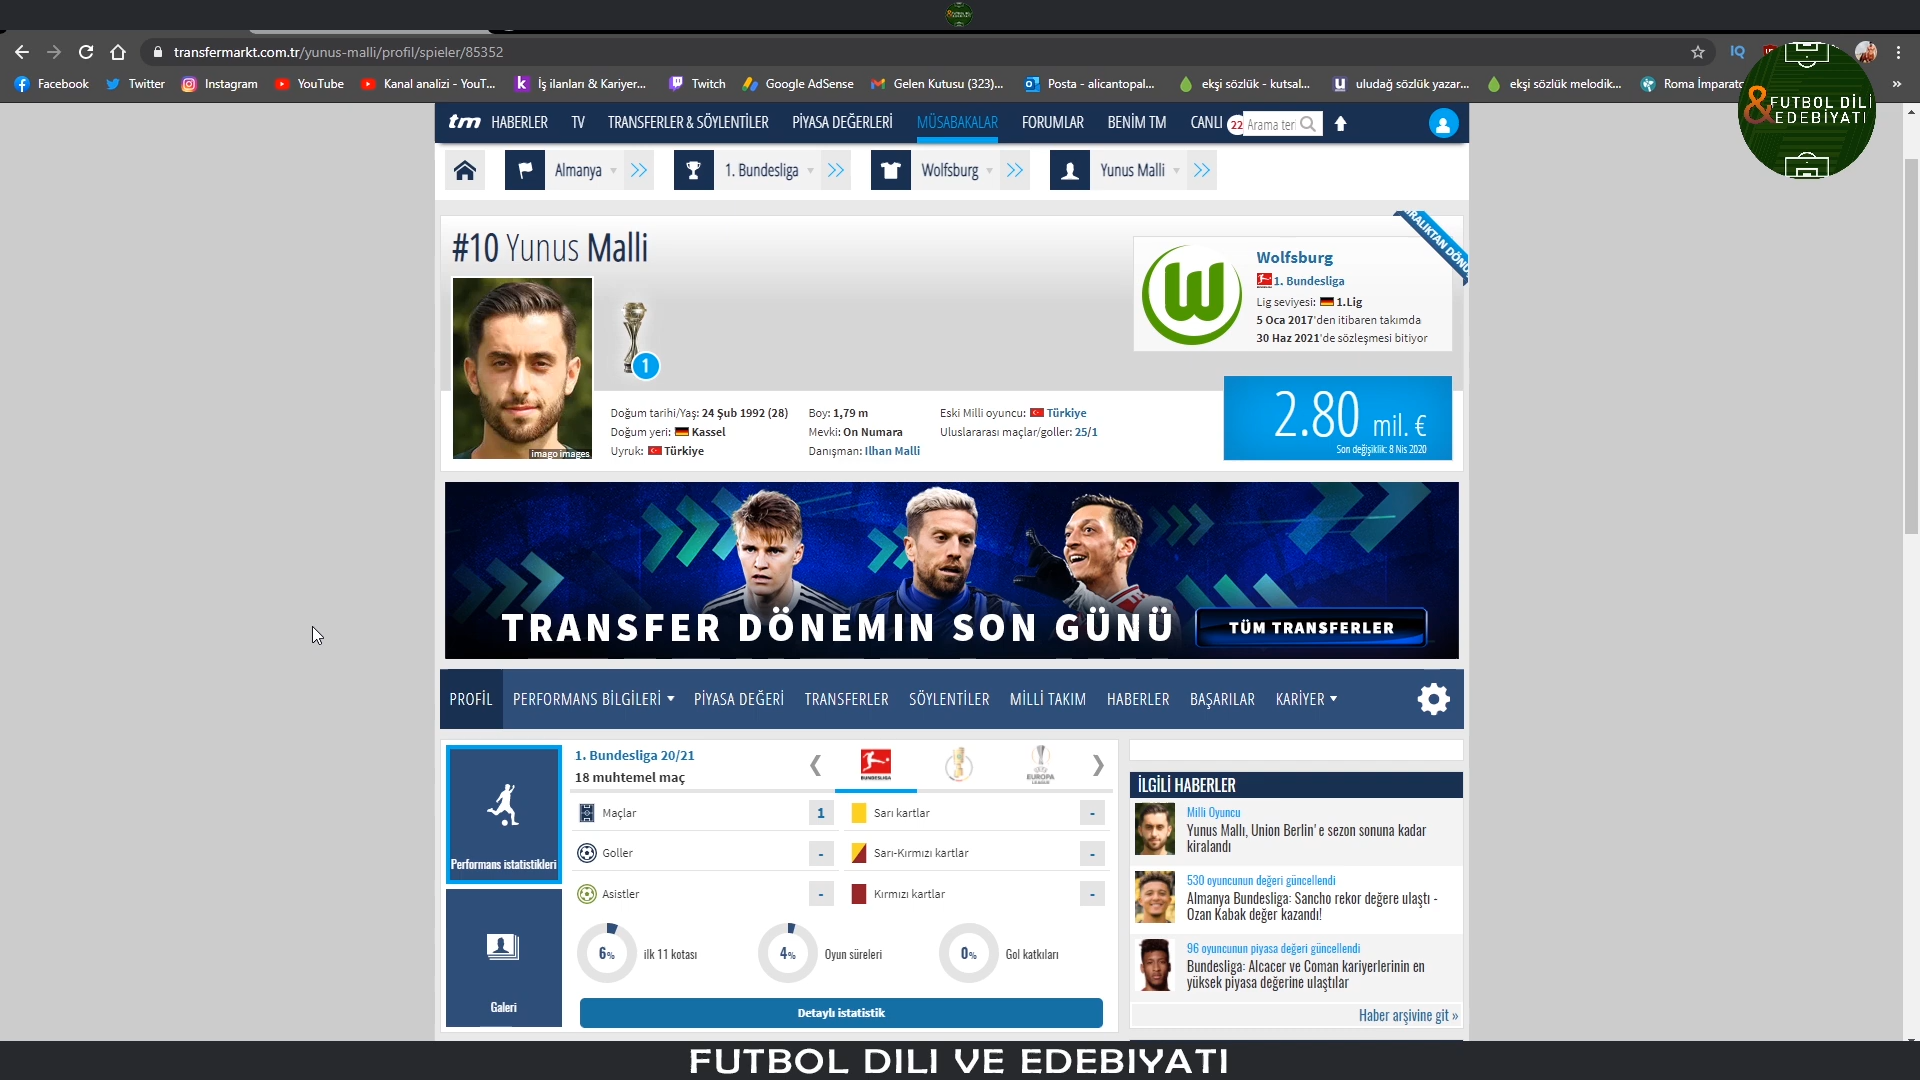 transfermarkt.com.tr/yunus-malli/profil/spieler/85352
IQ
Facebook
Twitter
Instagram
YouTube
Kanal analizi - YouT...
İş ilanları & Kariyer...
Twitch
Google AdSense
Gelen Kutusu (323)...
Posta - alicantopal...
ekşi sözlük - kutsal...
uludağ sözlük yazar...
ekşi sözlük melodik...
Roma İmparato
»
& FUTBOL DİLİ
EDEBİYATI
tm HABERLER TV TRANSFERLER & SÖYLENTİLER PİYASA DEĞERLERİ MÜSABAKALAR FORUMLAR BENİM TM CANLI 22 Arama teri
Almanya
1. Bundesliga
Wolfsburg
Yunus Malli
#10 Yunus Malli
1
imago images
Doğum tarihi/Yaş: 24 Şub 1992 (28)
Doğum yeri: Kassel
Uyruk: Türkiye
Boy: 1,79 m
Mevki: On Numara
Danışman: Ilhan Malli
Eski Milli oyuncu: Türkiye
Uluslararası maçlar/goller: 25/1
Wolfsburg
1. Bundesliga
Lig seviyesi: 1.Lig
5 Oca 2017'den itibaren takımda
30 Haz 2021'de sözleşmesi bitiyor
2.80 mil. €
Son değişiklik: 8 Nis 2020
TRANSFER DÖNEMIN SON GÜNÜ
TÜM TRANSFERLER
PROFİL PERFORMANS BİLGİLERİ PİYASA DEĞERİ TRANSFERLER SÖYLENTİLER MİLLİ TAKIM HABERLER BAŞARILAR KARİYER
Performans istatistikleri
Galeri
1. Bundesliga 20/21
18 muhtemel maç
BUNDESLIGA
EUROPA
LEAGUE
Maçlar 1
Sarı kartlar -
Goller -
Sarı-Kırmızı kartlar -
Asistler -
Kırmızı kartlar -
6% ilk 11 kotası
4% Oyun süreleri
0% Gol katkıları
Detaylı istatistik
İLGİLİ HABERLER
Milli Oyuncu
Yunus Mallı, Union Berlin'e sezon sonuna kadar
kiralandı
530 oyuncunun değeri güncellendi
Almanya Bundesliga: Sancho rekor değere ulaştı -
Ozan Kabak değer kazandı!
96 oyuncunun piyasa değeri güncellendi
Bundesliga: Alcacer ve Coman kariyerlerinin en
yüksek piyasa değerine ulaştılar
Haber arşivine git »
FUTBOL DILI VE EDEBIYATI